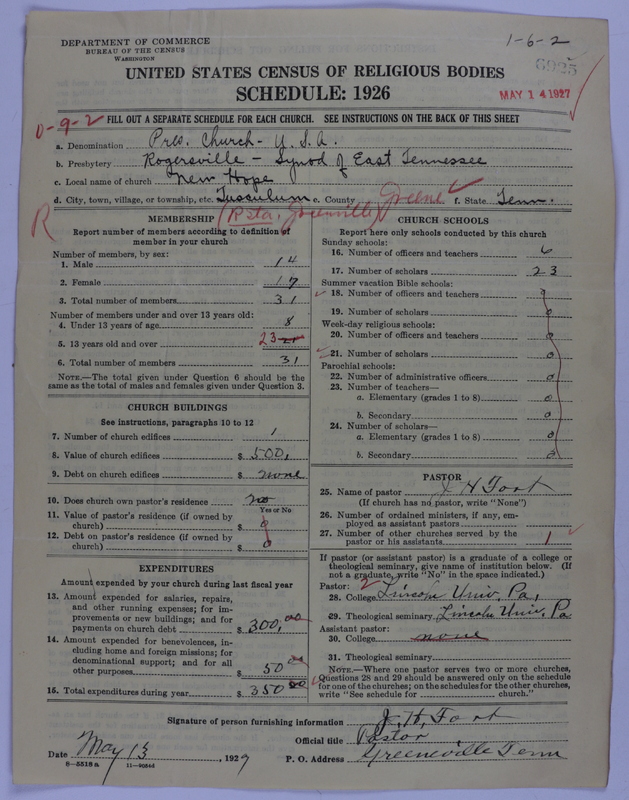 DEPARTMENT OF COMMERCE
BUREAU OF THE CENSUS
WASHINGTON
1-6-2
6925
UNITED STATES CENSUS OF RELIGIOUS BODIES
SCHEDULE: 1926
MAY 14 1927
0-9-2
FILL OUT A SEPARATE SCHEDULE FOR EACH CHURCH. SEE INSTRUCTIONS ON THE BACK OF THIS SHEET
a. Denomination Pres. Church - U.S.A.
b. Presbytery Rogersville - Synod of East Tennessee
c. Local name of church New Hope
d. City, town, village, or township, etc. Tusculum e. County Greene f. State Tenn.
R
(R sta. Greeneville)
MEMBERSHIP
Report number of members according to definition of member in your church
Number of members, by sex:
1. Male 14
2. Female 17
3. Total number of members 31
Number of members under and over 13 years old:
4. Under 13 years of age 8
5. 13 years old and over 23 21
6. Total number of members 31
NOTE.—The total given under Question 6 should be the same as the total of males and females given under Question 3.
CHURCH BUILDINGS
See instructions, paragraphs 10 to 12
7. Number of church edifices 1
8. Value of church edifices $ 500.
9. Debt on church edifices $ none
10. Does church own pastor's residence no
Yes or No
11. Value of pastor's residence (if owned by church) $ 0
12. Debt on pastor's residence (if owned by church) $ 0
EXPENDITURES
Amount expended by your church during last fiscal year
13. Amount expended for salaries, repairs, and other running expenses; for improvements or new buildings; and for payments on church debt $ 300.00
14. Amount expended for benevolences, including home and foreign missions; for denominational support; and for all other purposes $ 50 00
15. Total expenditures during year $ 350 00
CHURCH SCHOOLS
Report here only schools conducted by this church
Sunday schools:
16. Number of officers and teachers 6
17. Number of scholars 23
Summer vacation Bible schools:
18. Number of officers and teachers 0
19. Number of scholars 0
Week-day religious schools:
20. Number of officers and teachers 0
21. Number of scholars 0
Parochial schools:
22. Number of administrative officers 0
23. Number of teachers—
a. Elementary (grades 1 to 8) 0
b. Secondary 0
24. Number of scholars—
a. Elementary (grades 1 to 8) 0
b. Secondary 0
PASTOR
25. Name of pastor J. H. Foot
(If church has no pastor, write "None")
26. Number of ordained ministers, if any, employed as assistant pastors
27. Number of other churches served by the pastor or his assistants 1
If pastor (or assistant pastor) is a graduate of a college or theological seminary, give name of institution below. (If not a graduate, write "No" in the space indicated.)
Pastor: 2
28. College Lincoln Univ. Pa,
29. Theological seminary Lincoln Univ. Pa
Assistant pastor:
30. College none
31. Theological seminary
NOTE.—Where one pastor serves two or more churches, Questions 28 and 29 should be answered only on the schedule for one of the churches; on the schedules for the other churches, write "See schedule for church."
Signature of person furnishing information J. H. Foot
Official title Pastor
Date May 13, 1927 P. O. Address Greeneville Tenn
8—5518a 11—9054d